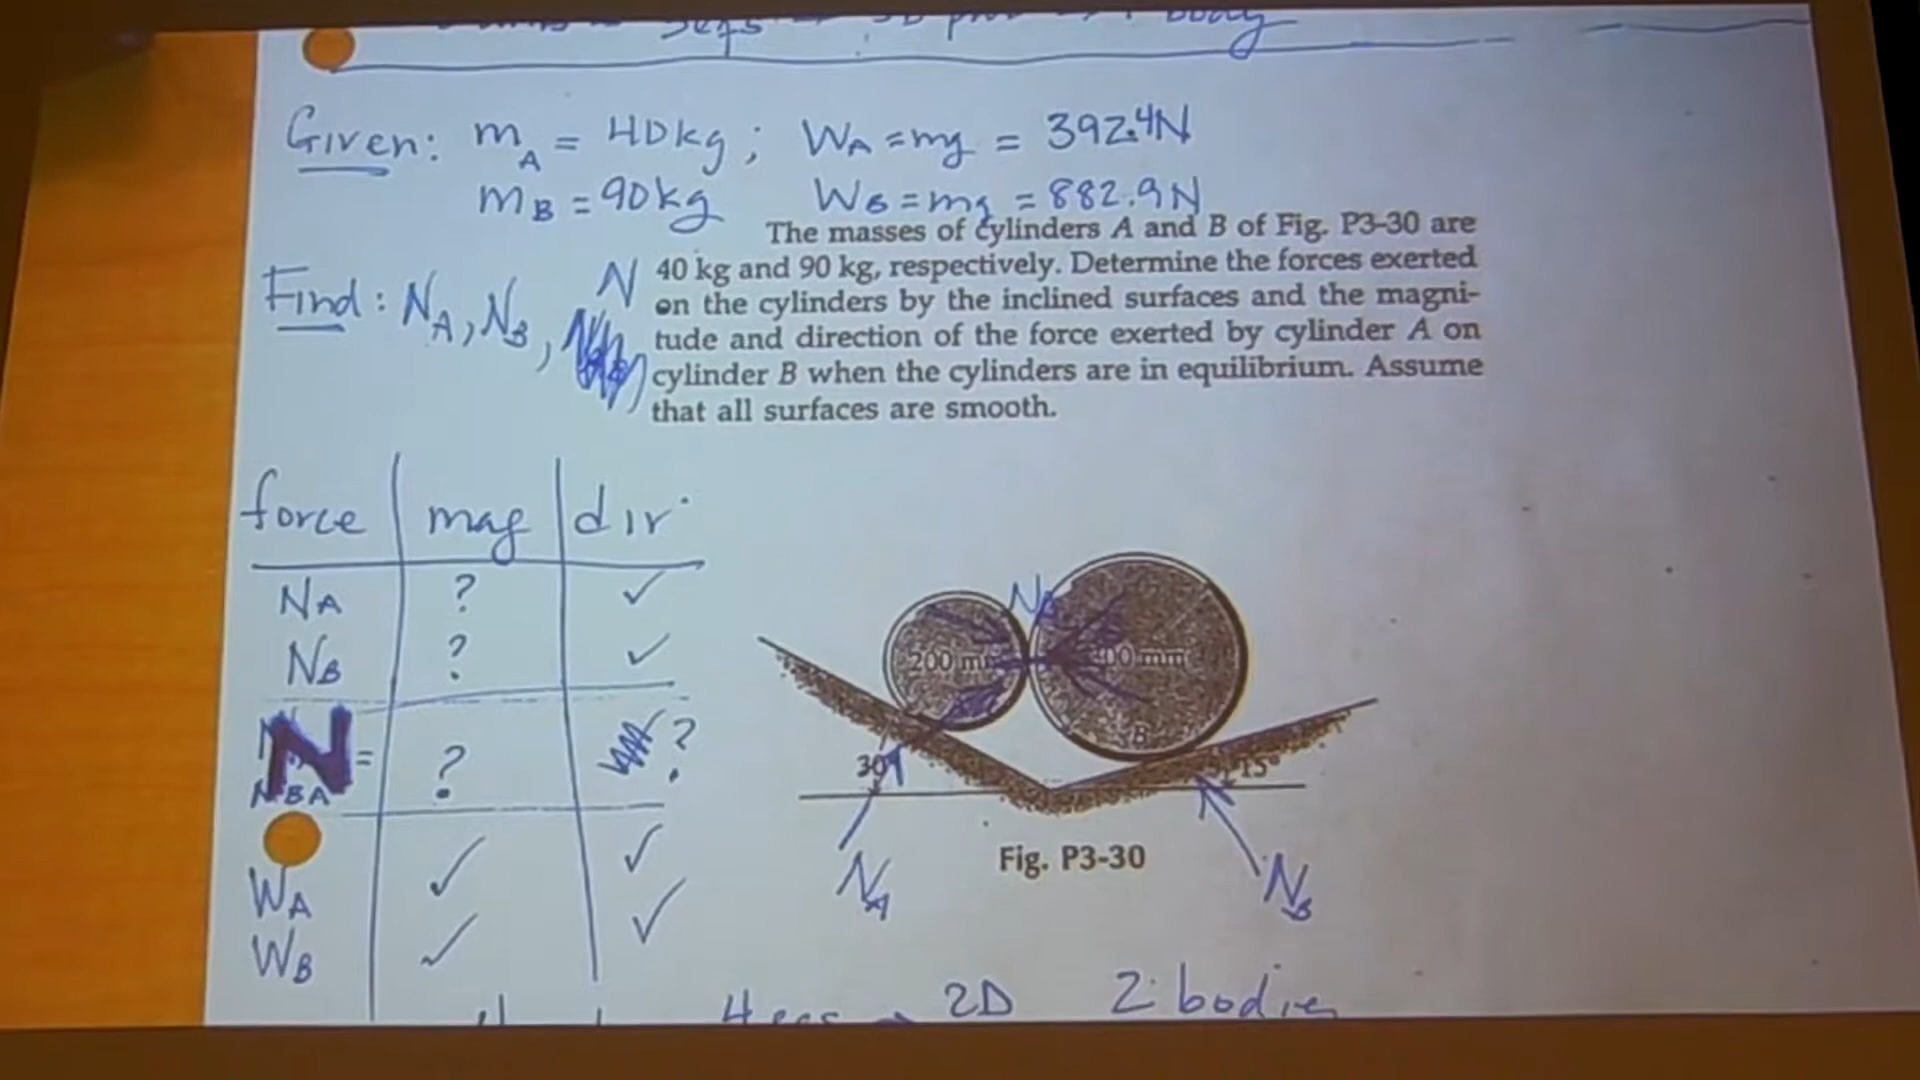 body
Given: mA = 40kg; WA = mg = 392.4N
mB = 90kg WB = mg = 882.9N
The masses of cylinders A and B of Fig. P3-30 are
40 kg and 90 kg, respectively. Determine the forces exerted
on the cylinders by the inclined surfaces and the magni-
tude and direction of the force exerted by cylinder A on
cylinder B when the cylinders are in equilibrium. Assume
that all surfaces are smooth.
Find: NA, NB, N
force mag dir.
NA ? ✓
NB ? ✓
N = ? ?
BA
WA ✓ ✓
WB ✓ ✓
N
200 mm
B
30
15°
NA
NB
Fig. P3-30
2D 2 bodies